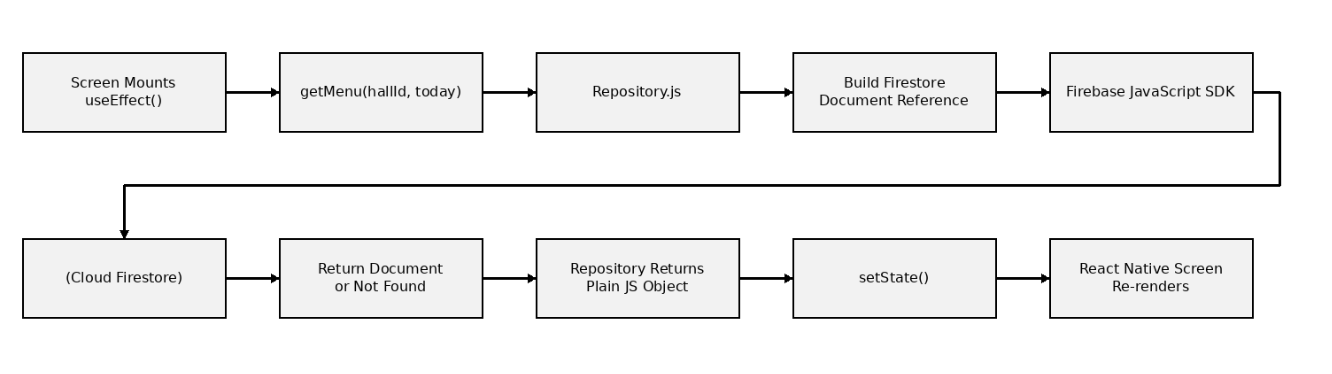 Screen Mounts
useEffect()
getMenu(hallId, today)
Repository.js
Build Firestore
Document Reference
Firebase JavaScript SDK
(Cloud Firestore)
Return Document
or Not Found
Repository Returns
Plain JS Object
setState()
React Native Screen
Re-renders